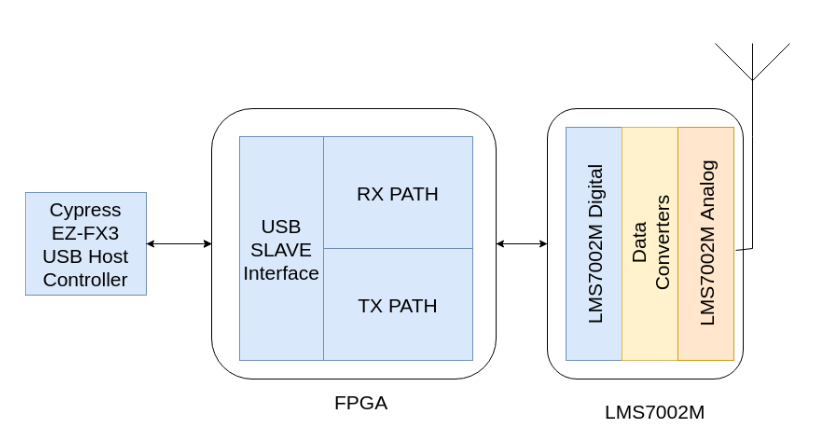 Cypress
EZ-FX3
USB Host
Controller
USB
SLAVE
Interface
RX PATH
TX PATH
FPGA
LMS7002M Digital
Data
Converters
LMS7002M Analog
LMS7002M